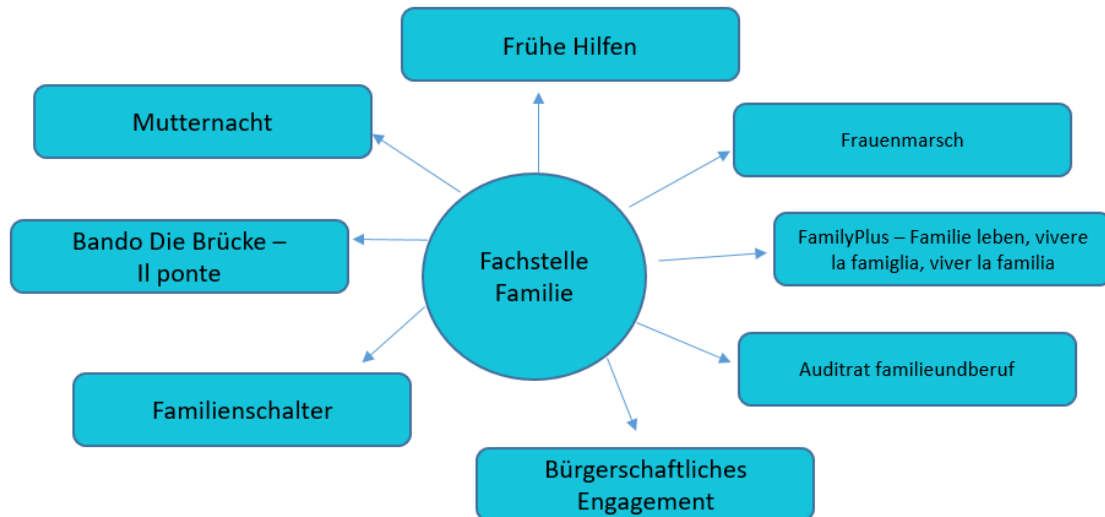 Frühe Hilfen
Mutternacht
Frauenmarsch
Bando Die Brücke –
Il ponte
Fachstelle
Familie
FamilyPlus – Familie leben, vivere
la famiglia, viver la familia
Familienschalter
Auditrat familieundberuf
Bürgerschaftliches
Engagement